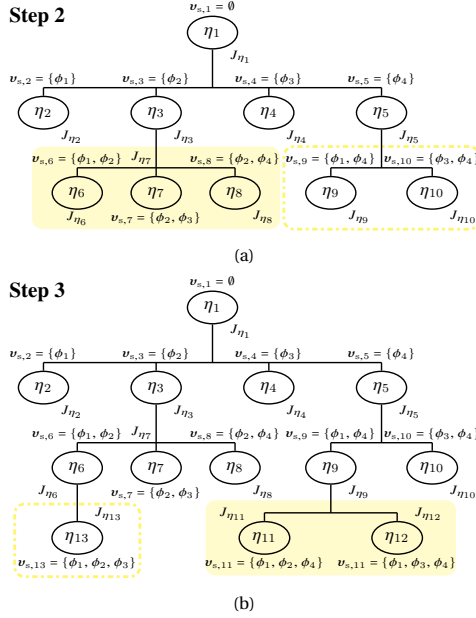 Step 2
υs,1 = ∅
η1
Jη1
υs,2 = {ϕ1} υs,3 = {ϕ2} υs,4 = {ϕ3} υs,5 = {ϕ4}
η2 η3 η4 η5
Jη2 Jη3 Jη4 Jη5
υs,6 = {ϕ1, ϕ2} Jη7 υs,8 = {ϕ2, ϕ4} υs,9 = {ϕ1, ϕ4} υs,10 = {ϕ3, ϕ4}
η6 η7 η8 η9 η10
Jη6 υs,7 = {ϕ2, ϕ3} Jη8 Jη9 Jη10
(a)
Step 3
υs,1 = ∅
η1
Jη1
υs,2 = {ϕ1} υs,3 = {ϕ2} υs,4 = {ϕ3} υs,5 = {ϕ4}
η2 η3 η4 η5
Jη2 Jη3 Jη4 Jη5
υs,6 = {ϕ1, ϕ2} Jη7 υs,8 = {ϕ2, ϕ4} υs,9 = {ϕ1, ϕ4} υs,10 = {ϕ3, ϕ4}
η6 η7 η8 η9 η10
Jη6 υs,7 = {ϕ2, ϕ3} Jη8 Jη9 Jη10
Jη13 Jη11 Jη12
η13 η11 η12
υs,13 = {ϕ1, ϕ2, ϕ3} υs,11 = {ϕ1, ϕ2, ϕ4} υs,11 = {ϕ1, ϕ3, ϕ4}
(b)